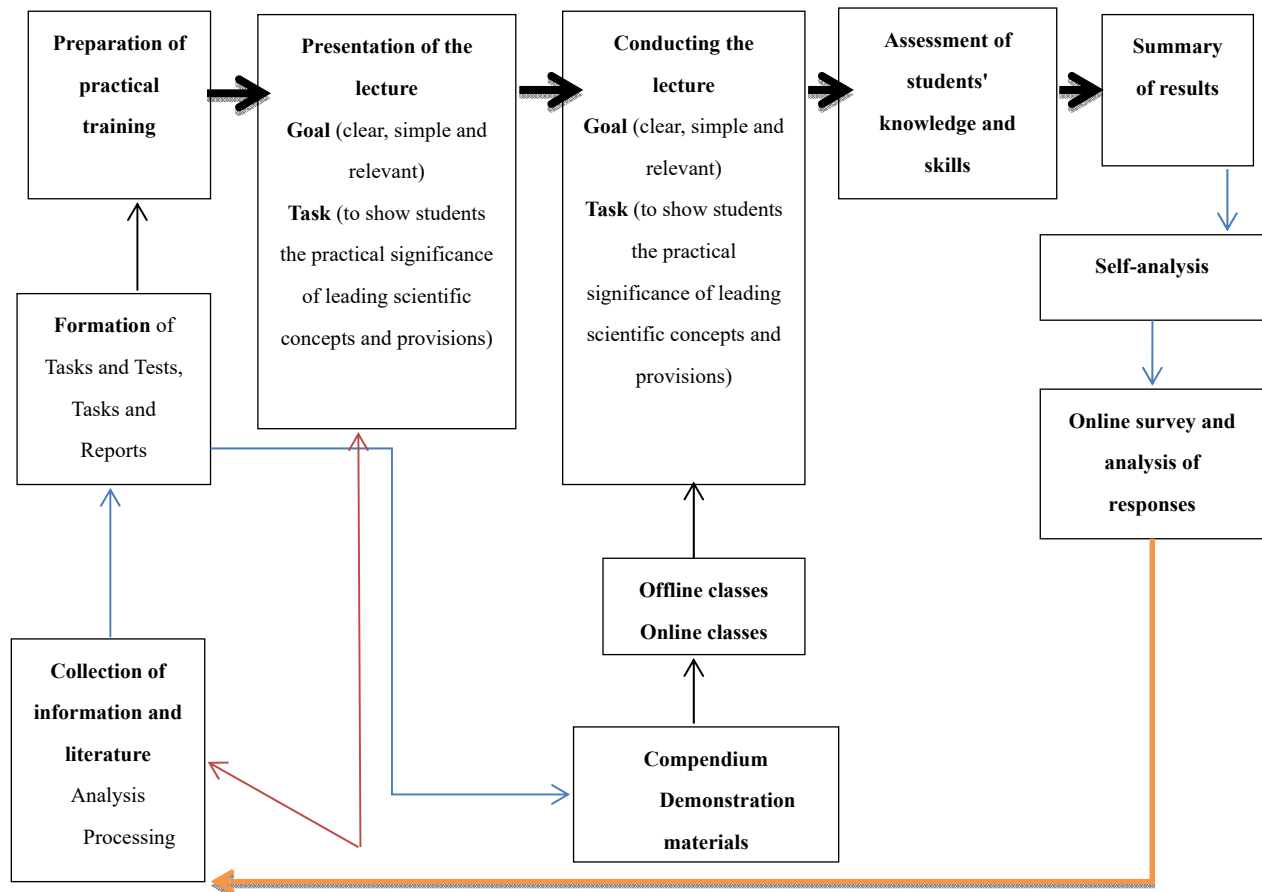 Preparation of
practical
training
Presentation of the
lecture
Goal (clear, simple and
relevant)
Task (to show students
the practical significance
of leading scientific
concepts and provisions)
Conducting the
lecture
Goal (clear, simple and
relevant)
Task (to show students
the practical
significance of leading
scientific concepts and
provisions)
Assessment of
students'
knowledge and
skills
Summary
of results
Self-analysis
Formation of
Tasks and Tests,
Tasks and
Reports
Online survey and
analysis of
responses
Offline classes
Online classes
Collection of
information and
literature
Analysis
Processing
Compendium
Demonstration
materials